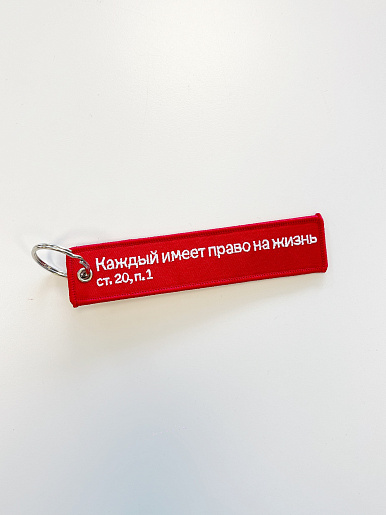 Каждый имеет право на жизнь
ст. 20, п. 1